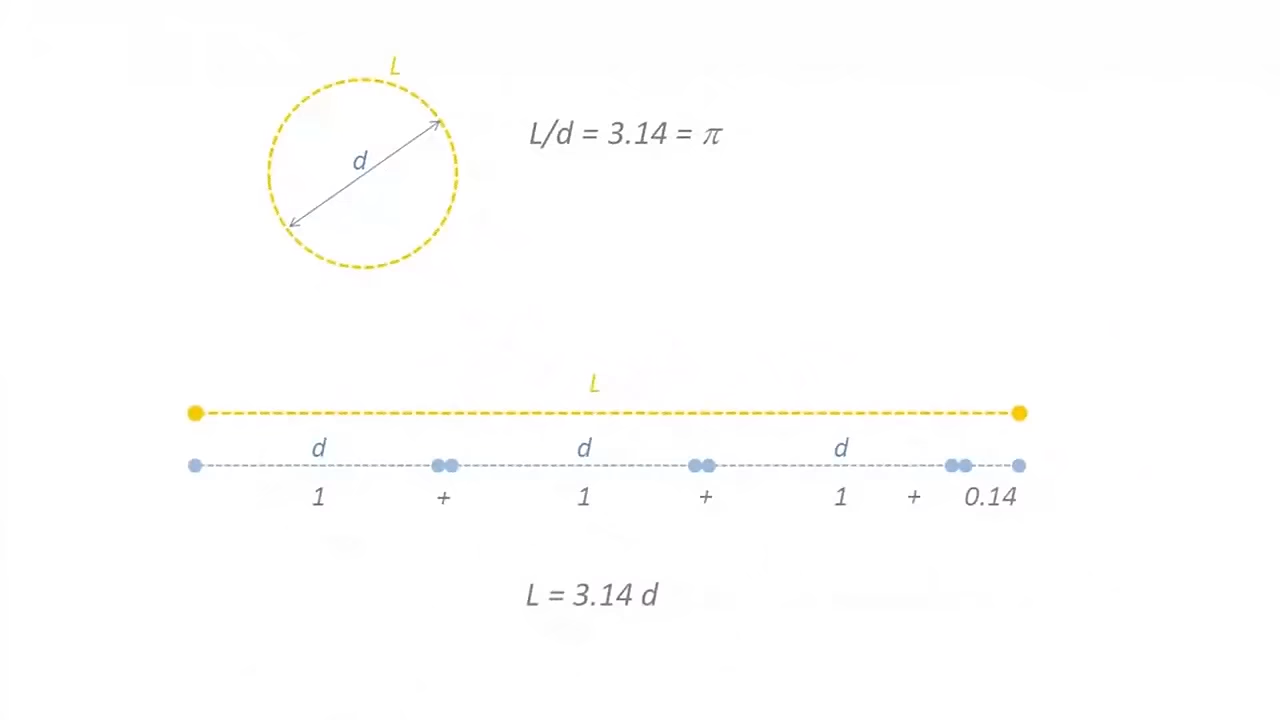 L
L/d = 3.14 = π
d
L
d d d
1 + 1 + 1 + 0.14
L = 3.14 d